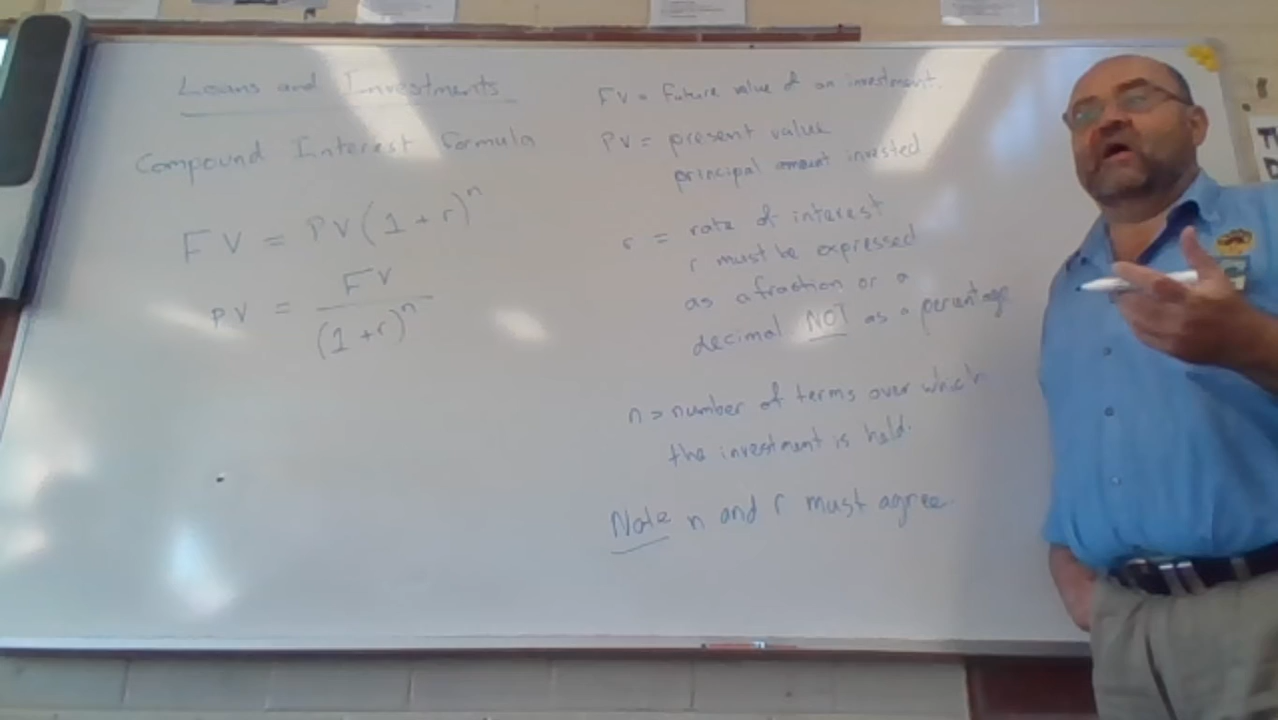 Loans and Investments
Compound Interest formula
FV = PV(1 + r)^n
PV = FV / (1 + r)^n
FV = Future value of an investment.
PV = present value
principal amount invested
r = rate of interest
r must be expressed
as a fraction or a
decimal NOT as a percentage
n = number of terms over which
the investment is held.
Note n and r must agree.